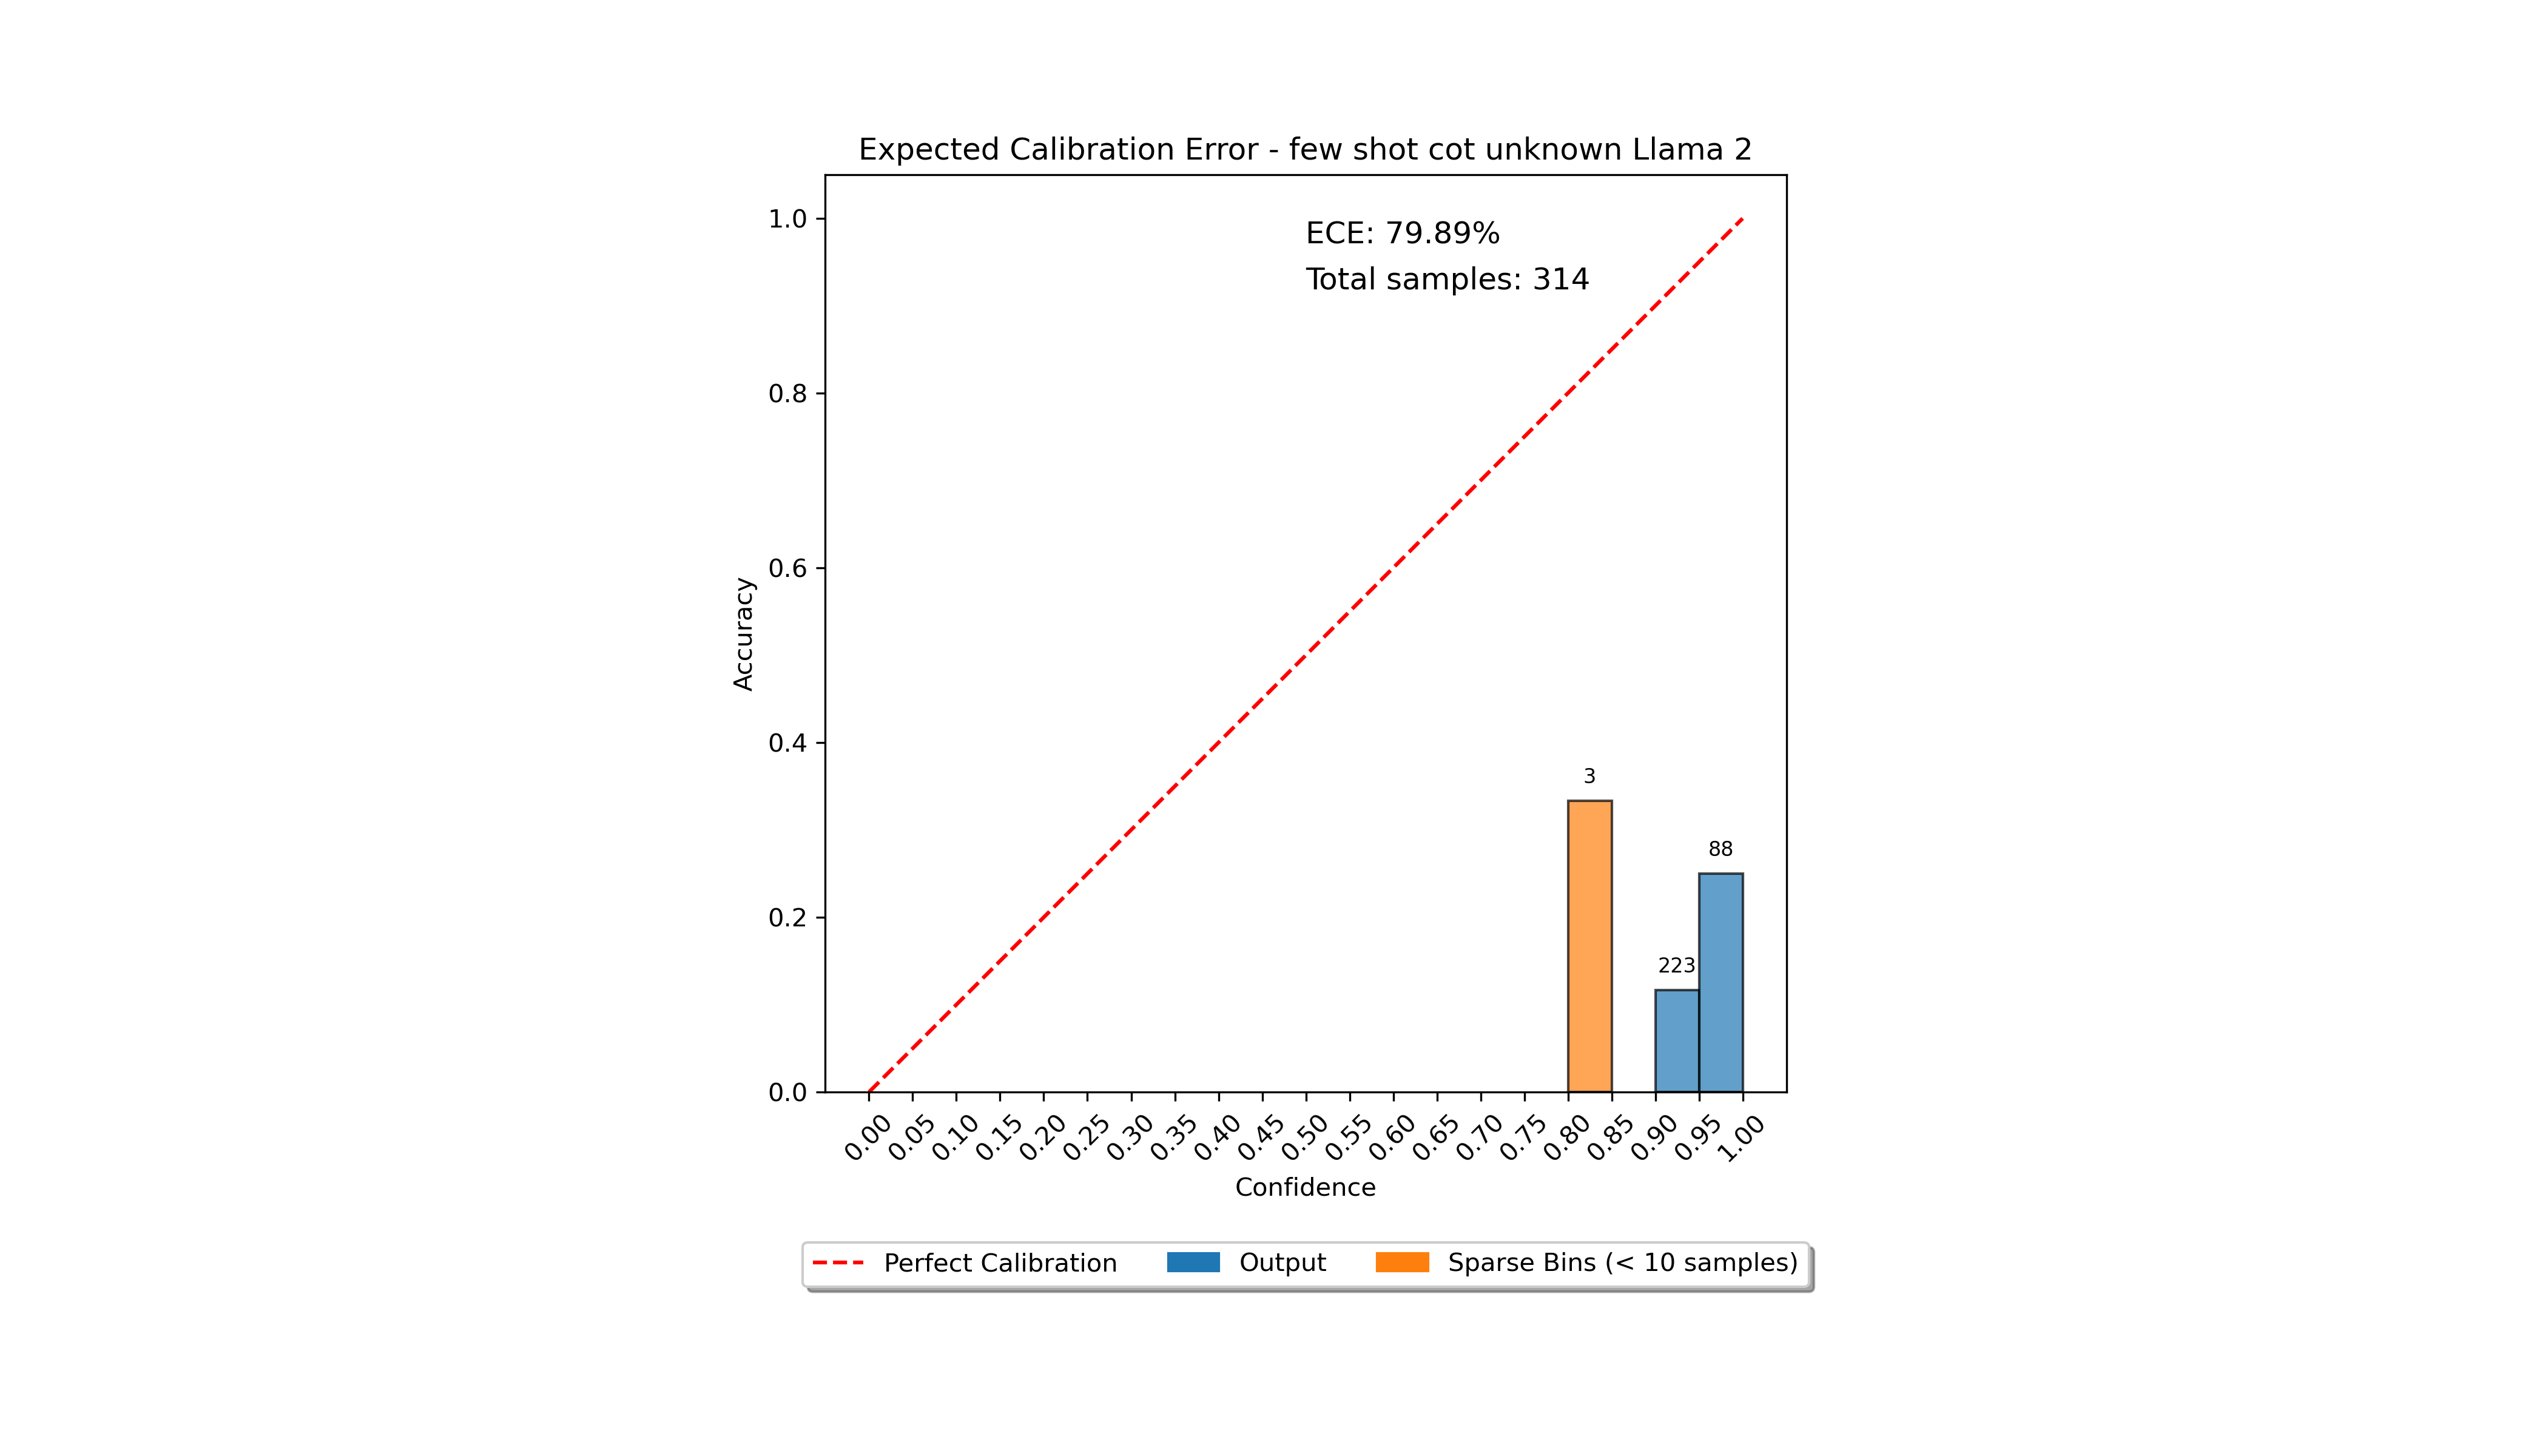 Expected Calibration Error - few shot cot unknown Llama 2
ECE: 79.89%
Total samples: 314
1.0
0.8
0.6
0.4
0.2
0.0
Accuracy
3
88
223
0.00 0.05 0.10 0.15 0.20 0.25 0.30 0.35 0.40 0.45 0.50 0.55 0.60 0.65 0.70 0.75 0.80 0.85 0.90 0.95 1.00
Confidence
Perfect Calibration Output Sparse Bins (< 10 samples)